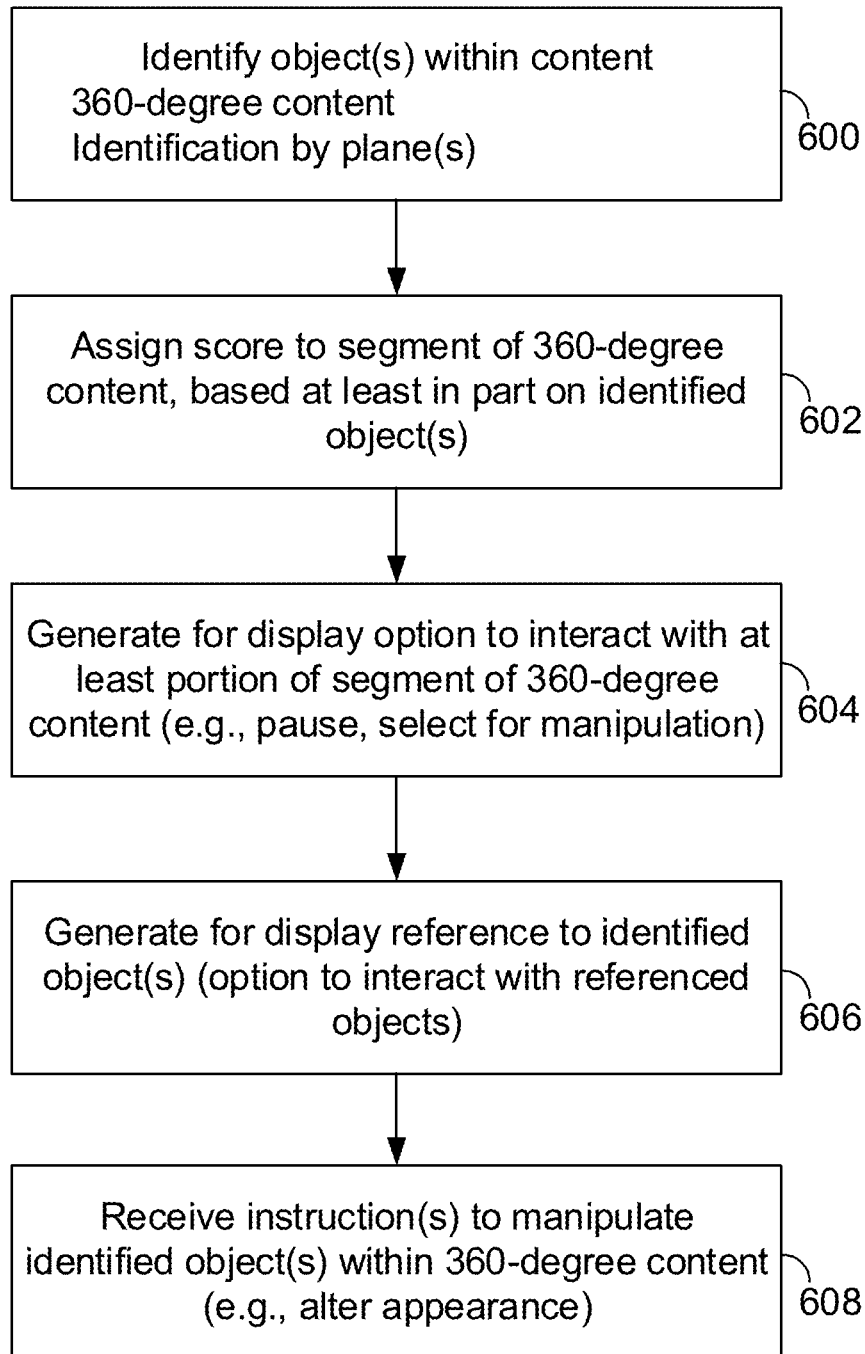 Identify object(s) within content
360-degree content
Identification by plane(s)
600
Assign score to segment of 360-degree
content, based at least in part on identified
object(s)
602
Generate for display option to interact with at
least portion of segment of 360-degree
content (e.g., pause, select for manipulation)
604
Generate for display reference to identified
object(s) (option to interact with referenced
objects)
606
Receive instruction(s) to manipulate
identified object(s) within 360-degree content
(e.g., alter appearance)
608